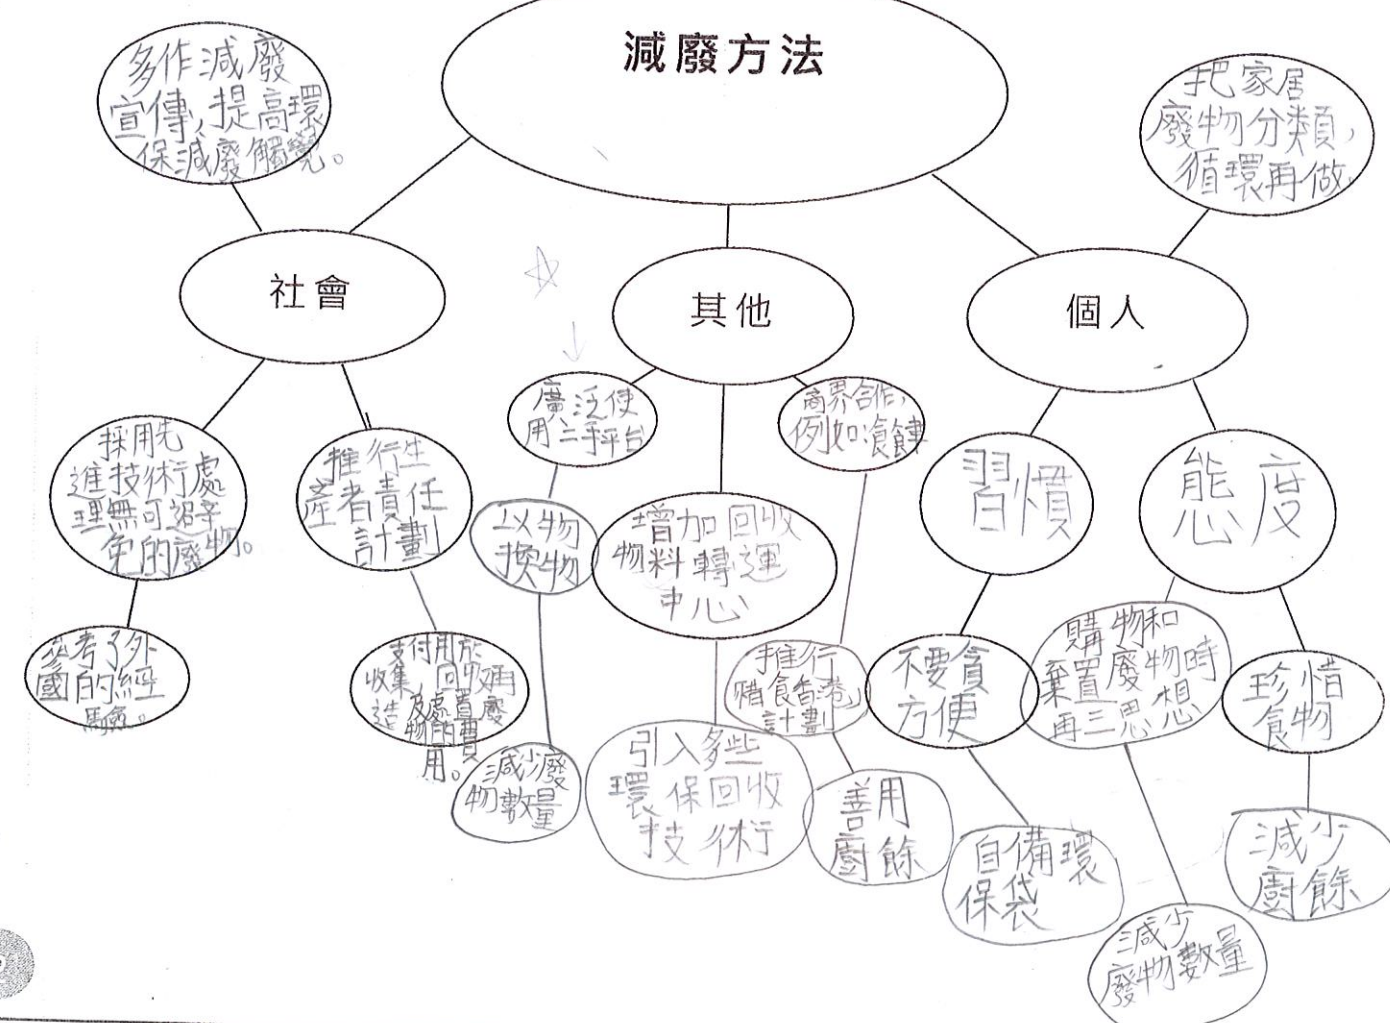 減廢方法
多作減廢
宣傳,提高環
保減廢觸覺。
把家居
廢物分類,
循環再做
社會
其他
個人
採用先
進技術處
理無可避
免的廢物。
推行生
產者責任
計劃
廣泛使
用二手平台
商界合作,
例如飡館
習慣
態度
以物
換物
增加回收
物料轉運
中心
參考了外
國的經
驗。
支付用於
收集、回收、再
造及處置廢
物的費
用。
推行
惜食香港
計劃
不要貪
方便
購物和
棄置廢物時
再三思想
珍惜
食物
減少廢
物數量
引入多些
環保回收
技術
善用
廚餘
自備環
保袋
減少
廚餘
減少
廢物數量